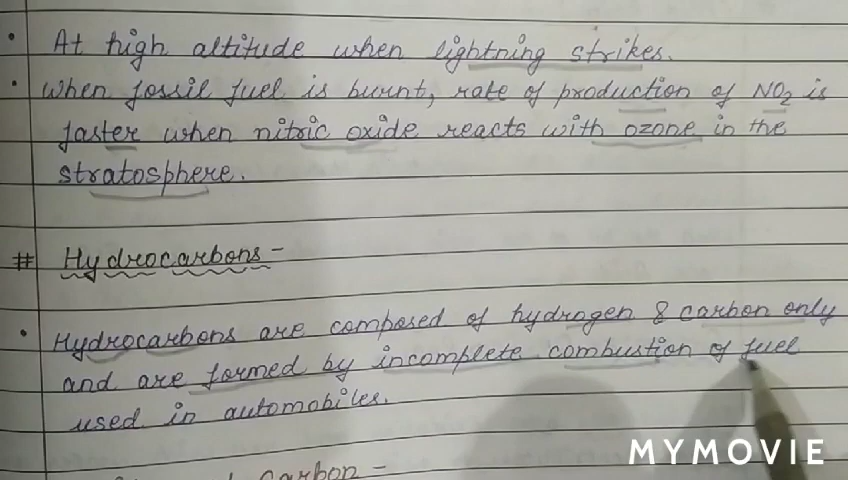 • At high altitude when lightning strikes.
• When fossil fuel is burnt, rate of production of NO2 is
faster when nitric oxide reacts with ozone in the
stratosphere.
# Hydrocarbons -
• Hydrocarbons are composed of hydrogen & carbon only
and are formed by incomplete combustion of fuel
used in automobiles.
Carbon -
MYMOVIE